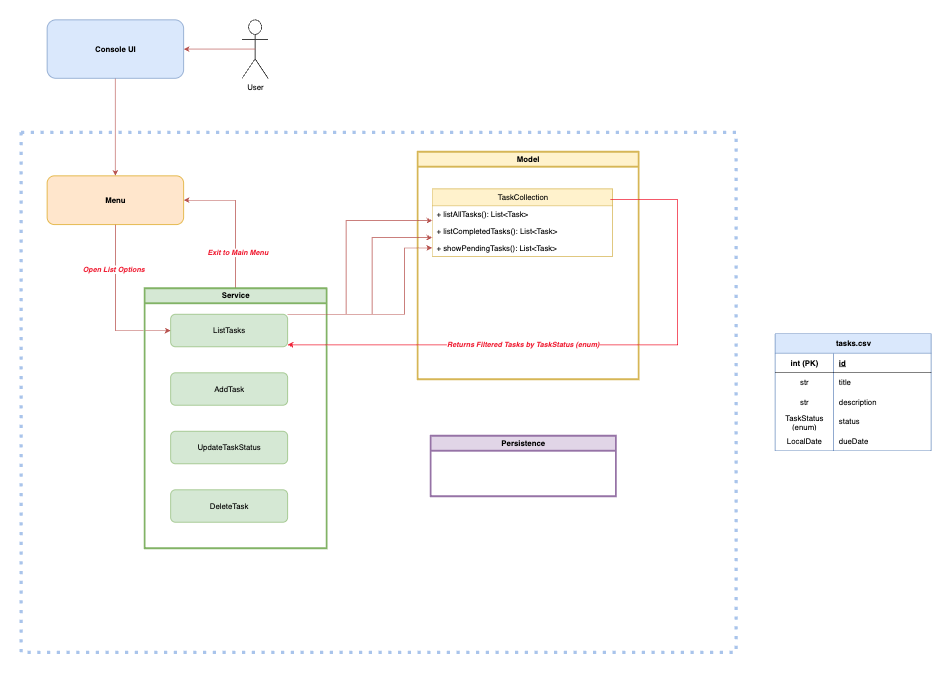 Console UI
User
Menu
Open List Options
Exit to Main Menu
Service
ListTasks
AddTask
UpdateTaskStatus
DeleteTask
Model
TaskCollection
+ listAllTasks(): List<Task>
+ listCompletedTasks(): List<Task>
+ showPendingTasks(): List<Task>
Returns Filtered Tasks by TaskStatus (enum)
Persistence
tasks.csv
int (PK) id
str title
str description
TaskStatus
(enum) status
LocalDate dueDate